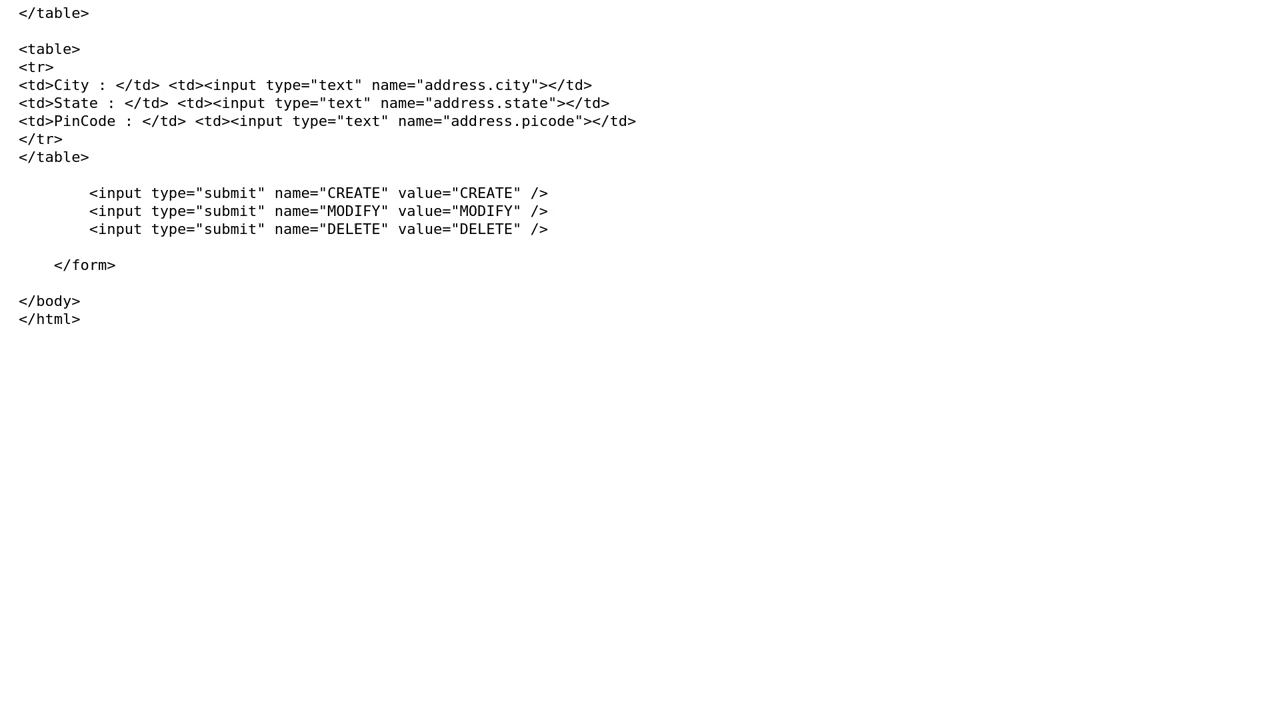 </table>

<table>
<tr>
<td>City : </td> <td><input type="text" name="address.city"></td>
<td>State : </td> <td><input type="text" name="address.state"></td>
<td>PinCode : </td> <td><input type="text" name="address.picode"></td>
</tr>
</table>

        <input type="submit" name="CREATE" value="CREATE" />
        <input type="submit" name="MODIFY" value="MODIFY" />
        <input type="submit" name="DELETE" value="DELETE" />

    </form>

</body>
</html>